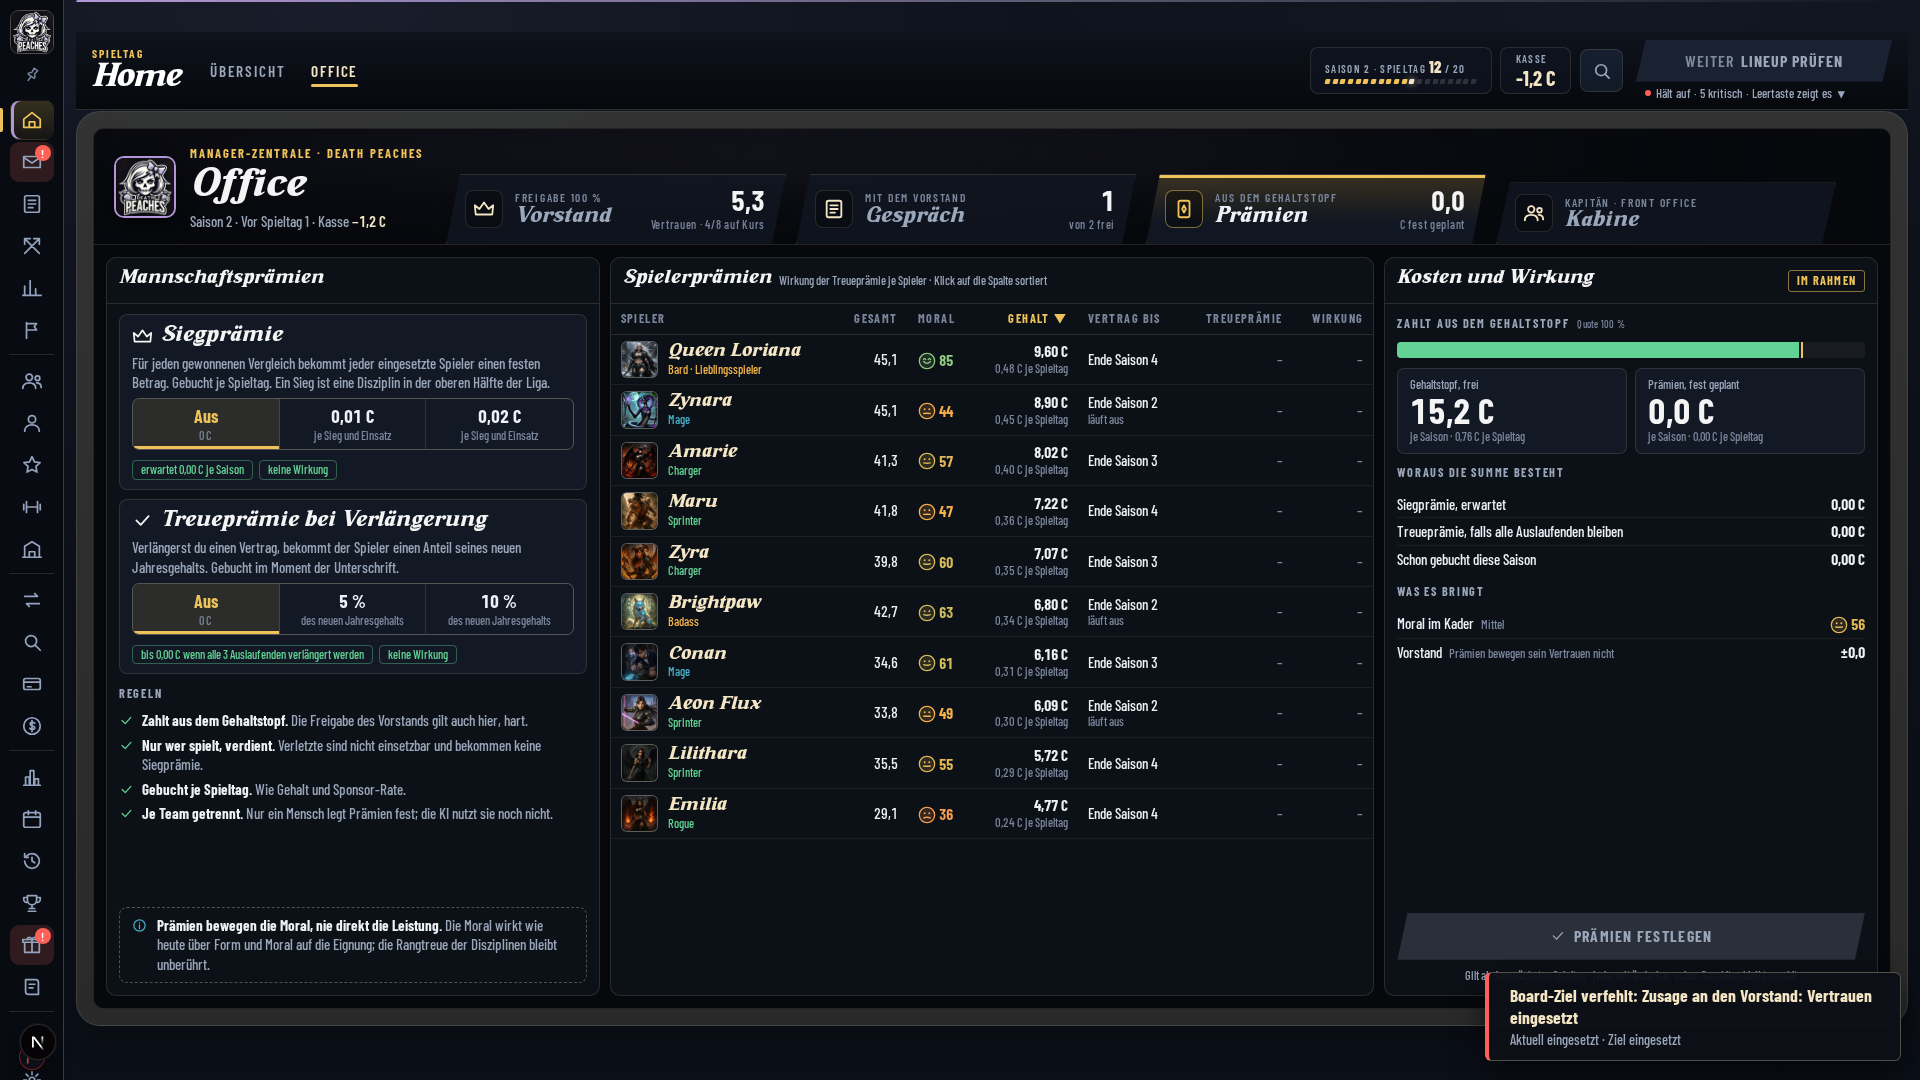 PEACHES
SPIELTAG
Home
ÜBERSICHT
OFFICE
SAISON 2 · SPIELTAG 12 / 20
KASSE
-1,2 C
WEITER LINEUP PRÜFEN
Hält auf · 5 kritisch · Leertaste zeigt es ▼
PEACHES
MANAGER-ZENTRALE · DEATH PEACHES
Office
Saison 2 · Vor Spieltag 1 · Kasse −1,2 C
FREIGABE 100 %
Vorstand
5,3
Vertrauen · 4/8 auf Kurs
MIT DEM VORSTAND
Gespräch
1
von 2 frei
AUS DEM GEHALTSTOPF
Prämien
0,0
C fest geplant
KAPITÄN · FRONT OFFICE
Kabine
Mannschaftsprämien
Siegprämie
Für jeden gewonnenen Vergleich bekommt jeder eingesetzte Spieler einen festen
Betrag. Gebucht je Spieltag. Ein Sieg ist eine Disziplin in der oberen Hälfte der Liga.
Aus
0 C
0,01 C
je Sieg und Einsatz
0,02 C
je Sieg und Einsatz
erwartet 0,00 C je Saison
keine Wirkung
Treueprämie bei Verlängerung
Verlängerst du einen Vertrag, bekommt der Spieler einen Anteil seines neuen
Jahresgehalts. Gebucht im Moment der Unterschrift.
Aus
0 C
5 %
des neuen Jahresgehalts
10 %
des neuen Jahresgehalts
bis 0,00 C wenn alle 3 Auslaufenden verlängert werden
keine Wirkung
REGELN
Zahlt aus dem Gehaltstopf. Die Freigabe des Vorstands gilt auch hier, hart.
Nur wer spielt, verdient. Verletzte sind nicht einsetzbar und bekommen keine
Siegprämie.
Gebucht je Spieltag. Wie Gehalt und Sponsor-Rate.
Je Team getrennt. Nur ein Mensch legt Prämien fest; die KI nutzt sie noch nicht.
Prämien bewegen die Moral, nie direkt die Leistung. Die Moral wirkt wie
heute über Form und Moral auf die Eignung; die Rangtreue der Disziplinen bleibt
unberührt.
Spielerprämien Wirkung der Treueprämie je Spieler · Klick auf die Spalte sortiert
SPIELER GESAMT MORAL GEHALT ▼ VERTRAG BIS TREUEPRÄMIE WIRKUNG
Queen Loriana 45,1 85 9,60 C Ende Saison 4 – –
Bard · Lieblingsspieler 0,48 C je Spieltag
Zynara 45,1 44 8,90 C Ende Saison 2 – –
Mage 0,45 C je Spieltag läuft aus
Amarie 41,3 57 8,02 C Ende Saison 3 – –
Charger 0,40 C je Spieltag
Maru 41,8 47 7,22 C Ende Saison 4 – –
Sprinter 0,36 C je Spieltag
Zyra 39,8 60 7,07 C Ende Saison 3 – –
Charger 0,35 C je Spieltag
Brightpaw 42,7 63 6,80 C Ende Saison 2 – –
Badass 0,34 C je Spieltag läuft aus
Conan 34,6 61 6,16 C Ende Saison 3 – –
Mage 0,31 C je Spieltag
Aeon Flux 33,8 49 6,09 C Ende Saison 2 – –
Sprinter 0,30 C je Spieltag läuft aus
Lilithara 35,5 55 5,72 C Ende Saison 4 – –
Sprinter 0,29 C je Spieltag
Emilia 29,1 36 4,77 C Ende Saison 4 – –
Rogue 0,24 C je Spieltag
Kosten und Wirkung
IM RAHMEN
ZAHLT AUS DEM GEHALTSTOPF Quote 100 %
Gehaltstopf, frei
15,2 C
je Saison · 0,76 C je Spieltag
Prämien, fest geplant
0,0 C
je Saison · 0,00 C je Spieltag
WORAUS DIE SUMME BESTEHT
Siegprämie, erwartet 0,00 C
Treueprämie, falls alle Auslaufenden bleiben 0,00 C
Schon gebucht diese Saison 0,00 C
WAS ES BRINGT
Moral im Kader Mittel 56
Vorstand Prämien bewegen sein Vertrauen nicht ±0,0
PRÄMIEN FESTLEGEN
Gilt
Board-Ziel verfehlt: Zusage an den Vorstand: Vertrauen
eingesetzt
Aktuell eingesetzt · Ziel eingesetzt
N